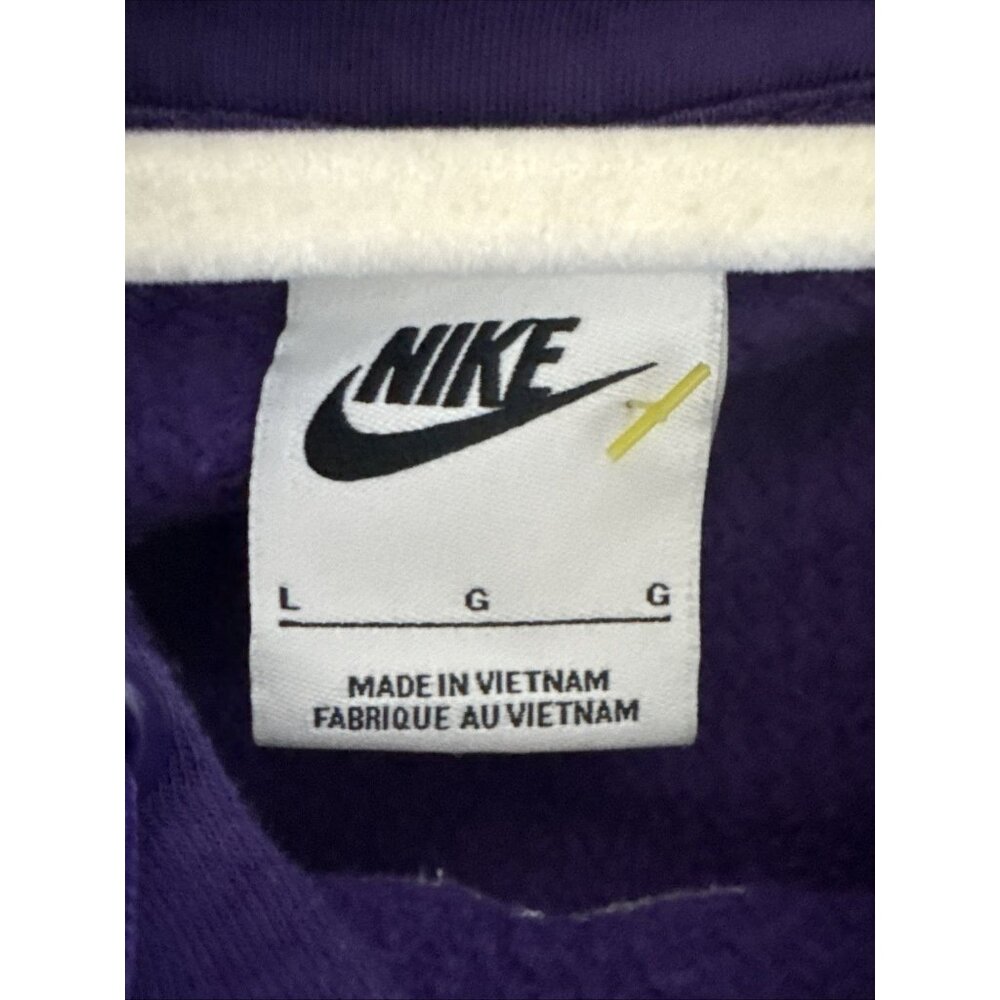 NIKE
L G G
MADE IN VIETNAM
FABRIQUE AU VIETNAM